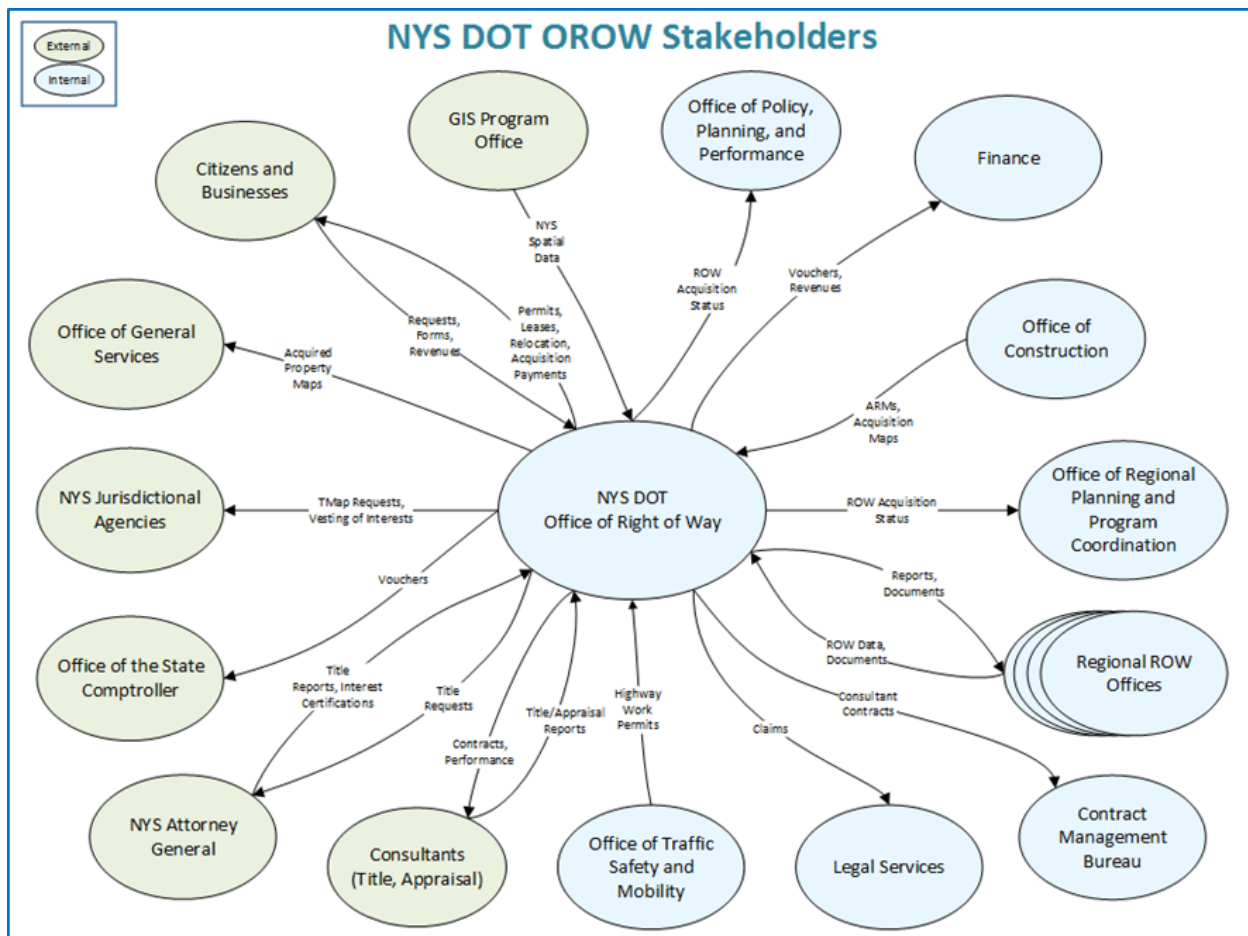 NYS DOT OROW Stakeholders
External
Internal
GIS Program
Office
Office of Policy,
Planning, and
Performance
Finance
Citizens and
Businesses
NYS
Spatial
Data
ROW
Acquisition
Status
Vouchers,
Revenues
Office of General
Services
Requests,
Forms,
Revenues
Permits,
Leases,
Relocation,
Acquisition
Payments
Office of
Construction
Acquired
Property
Maps
ARMs,
Acquisition
Maps
NYS Jurisdictional
Agencies
TMap Requests,
Vesting of Interests
NYS DOT
Office of Right of Way
ROW Acquisition
Status
Office of Regional
Planning and
Program
Coordination
Vouchers
Reports,
Documents
Office of the State
Comptroller
Title
Reports, Interest
Certifications
Title
Requests
Title/Appraisal
Reports
Highway
Work
Permits
ROW Data,
Documents
Regional ROW
Offices
Consultant
Contracts
Contracts,
Performance
Claims
NYS Attorney
General
Consultants
(Title, Appraisal)
Office of Traffic
Safety and
Mobility
Legal Services
Contract
Management
Bureau